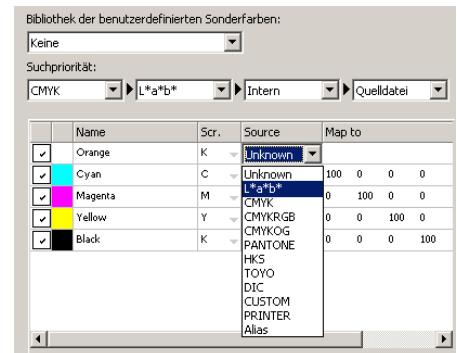 Bibliothek der benutzerdefinierten Sonderfarben:
Keine
Suchpriorität:
CMYK L*a*b* Intern Quelldatei
Name Scr. Source Map to
Orange K Unknown
Cyan C 100 0 0 0
Magenta M 0 100 0 0
Yellow Y 0 0 100 0
Black K 0 0 0 100
Unknown
L*a*b*
CMYK
CMYKRGB
CMYKOG
PANTONE
HKS
TOYO
DIC
CUSTOM
PRINTER
Alias